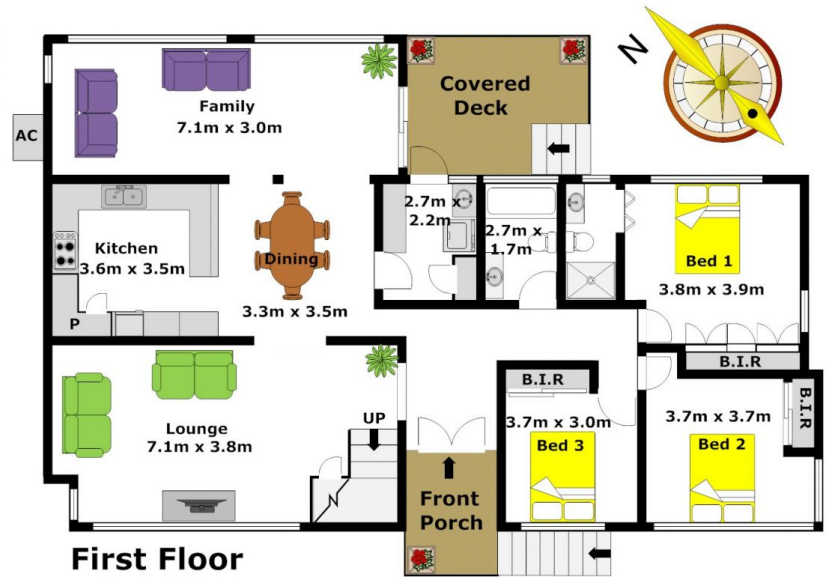 N
Covered
Deck
AC
Family
7.1m x 3.0m
Kitchen
3.6m x 3.5m
Dining
3.3m x 3.5m
2.7m x
2.2m
2.7m x
1.7m
Bed 1
3.8m x 3.9m
P
B.I.R
B.I.R
B.I.R
Lounge
7.1m x 3.8m
UP
3.7m x 3.0m
Bed 3
3.7m x 3.7m
Bed 2
Front
Porch
First Floor